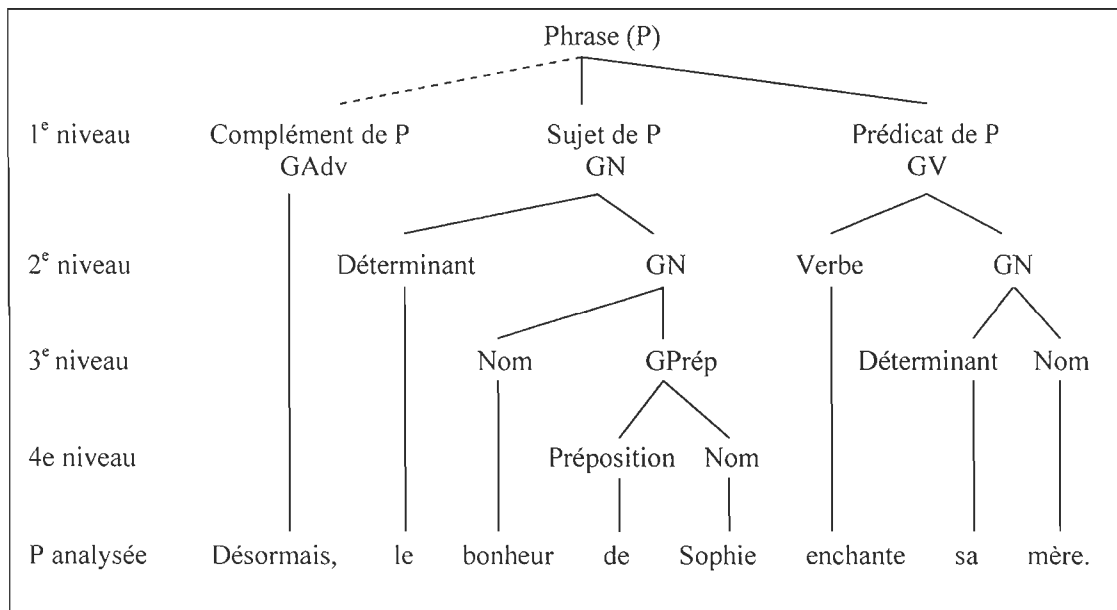 Phrase (P)
1e niveau Complément de P Sujet de P Prédicat de P
GAdv GN GV
2e niveau Déterminant GN Verbe GN
3e niveau Nom GPrép Déterminant Nom
4e niveau Préposition Nom
P analysée Désormais, le bonheur de Sophie enchante sa mère.